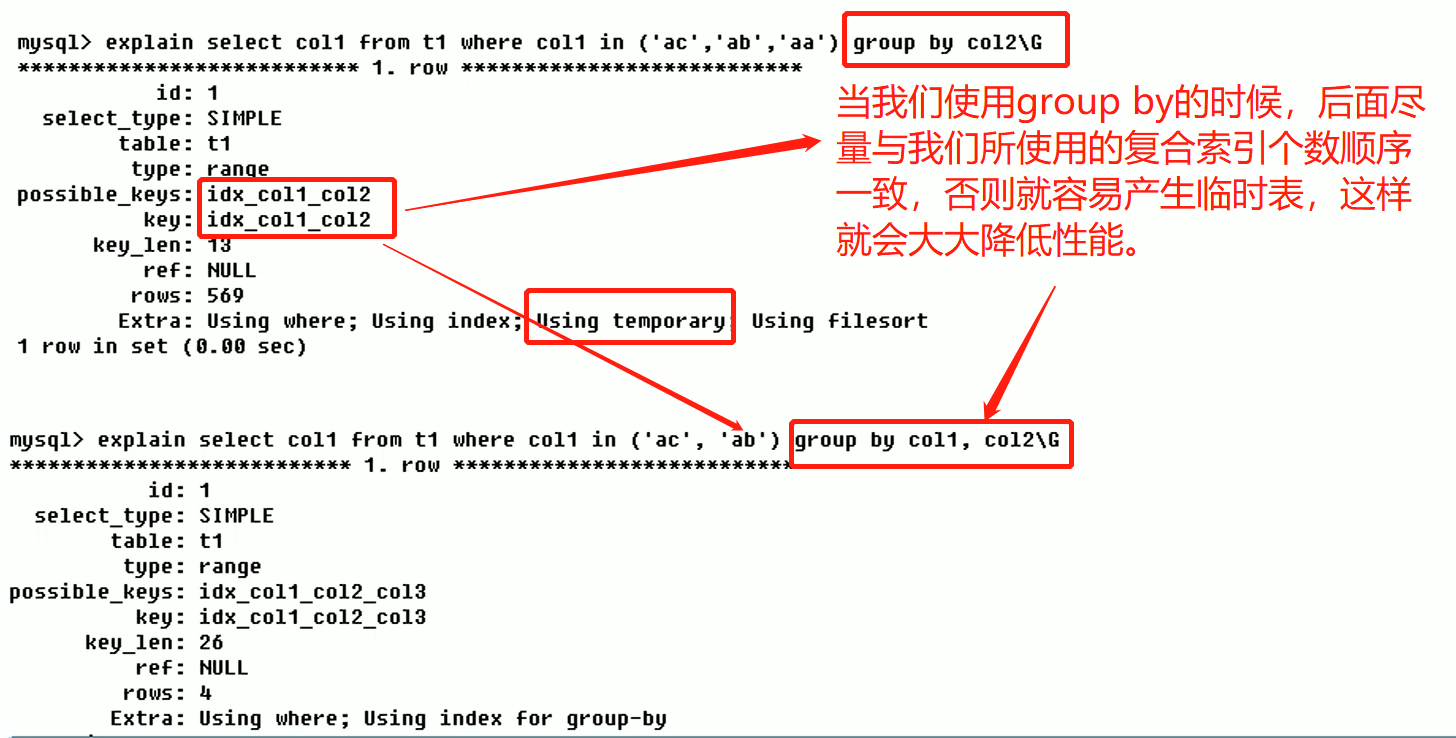 mysql> explain select col1 from t1 where col1 in ('ac','ab','aa') group by col2\G
*************************** 1. row ***************************
id: 1
select_type: SIMPLE
table: t1
type: range
possible_keys: idx_col1_col2
key: idx_col1_col2
key_len: 13
ref: NULL
rows: 569
Extra: Using where; Using index; Using temporary; Using filesort
1 row in set (0.00 sec)
当我们使用group by的时候，后面尽
量与我们所使用的复合索引个数顺序
一致，否则就容易产生临时表，这样
就会大大降低性能。
mysql> explain select col1 from t1 where col1 in ('ac', 'ab') group by col1, col2\G
*************************** 1. row ***************************
id: 1
select_type: SIMPLE
table: t1
type: range
possible_keys: idx_col1_col2_col3
key: idx_col1_col2_col3
key_len: 26
ref: NULL
rows: 4
Extra: Using where; Using index for group-by